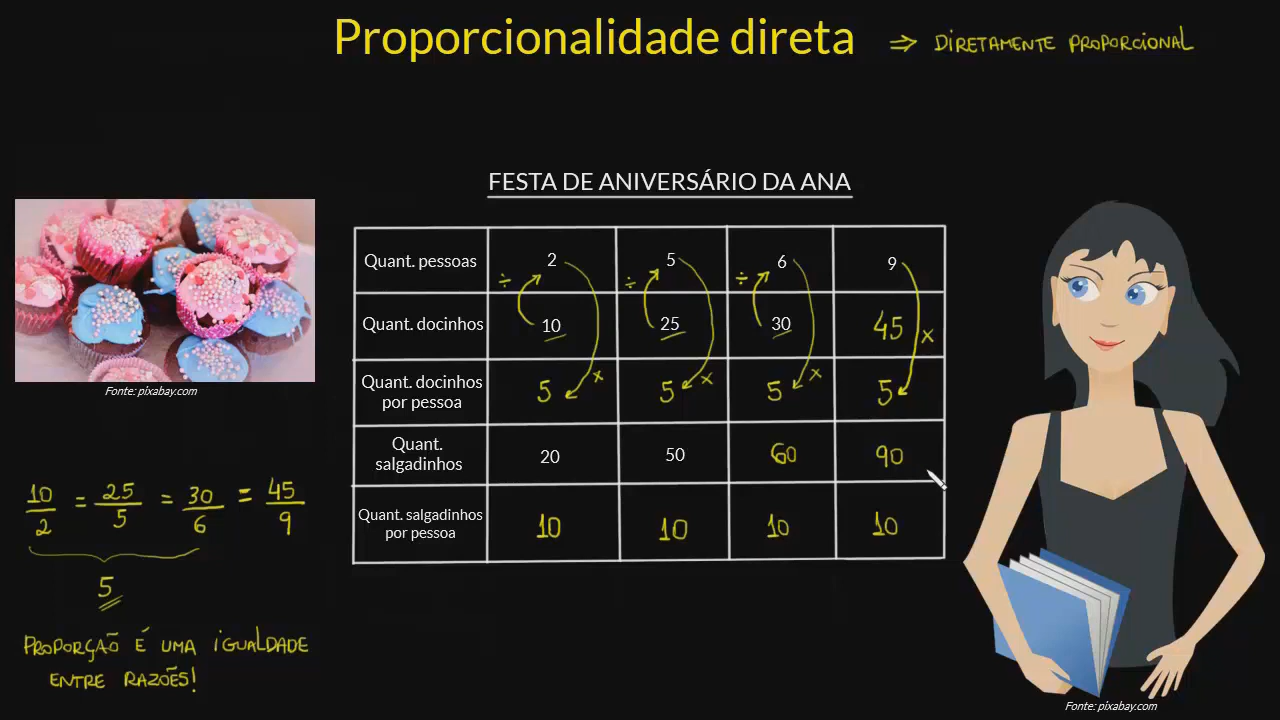 Proporcionalidade direta ⇒ DIRETAMENTE PROPORCIONAL
FESTA DE ANIVERSÁRIO DA ANA
Quant. pessoas 2 5 6 9
÷ ÷ ÷
Quant. docinhos 10 25 30 45 x
Quant. docinhos
por pessoa 5 x 5 x 5 x 5
Quant.
salgadinhos 20 50 60 90
Quant. salgadinhos
por pessoa 10 10 10 10
Fonte: pixabay.com
10/2 = 25/5 = 30/6 = 45/9
5
PROPORÇÃO É UMA IGUALDADE
ENTRE RAZÕES!
Fonte: pixabay.com